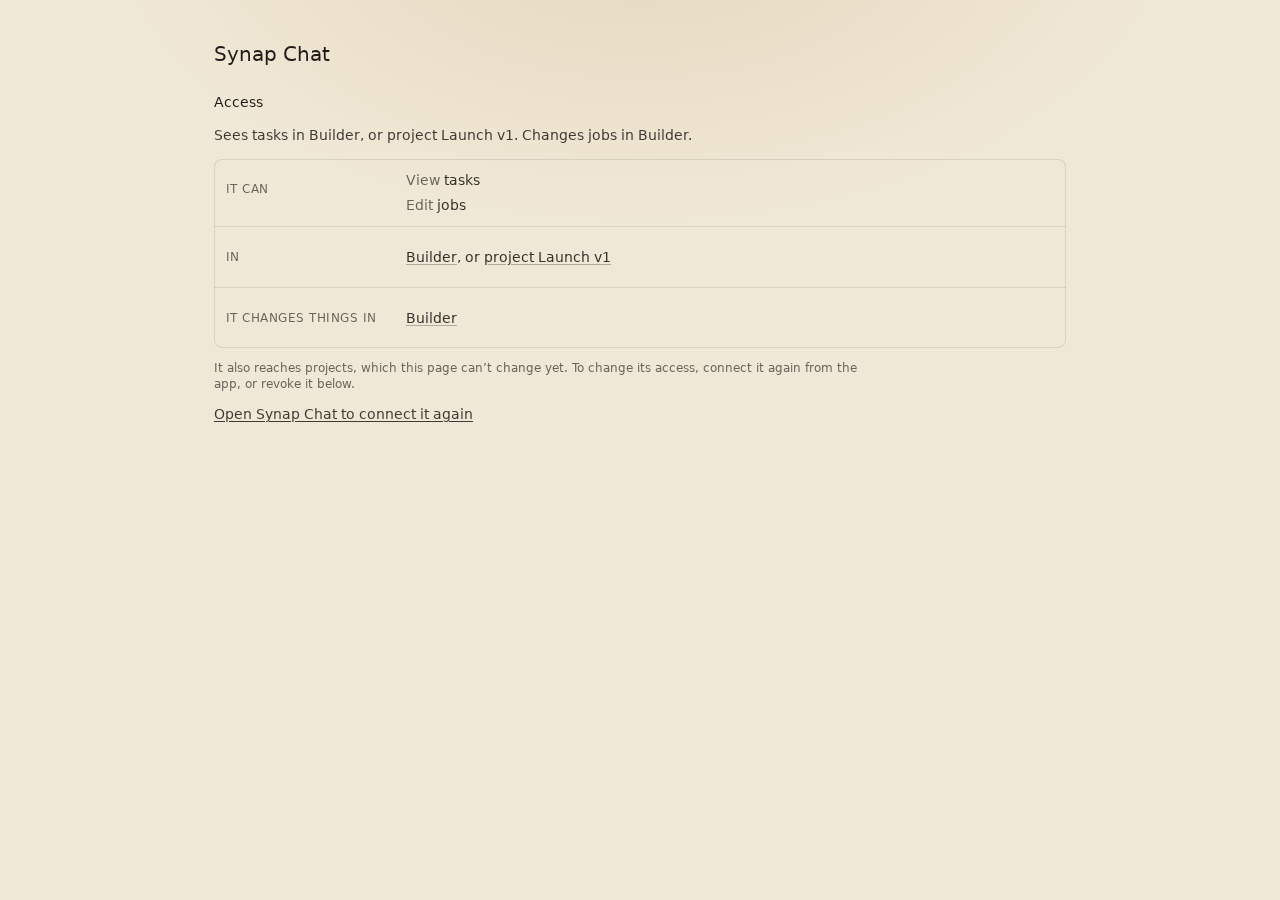 Synap Chat
Access
Sees tasks in Builder, or project Launch v1. Changes jobs in Builder.
IT CAN
View tasks
Edit jobs
IN
Builder, or project Launch v1
IT CHANGES THINGS IN
Builder
It also reaches projects, which this page can’t change yet. To change its access, connect it again from the
app, or revoke it below.
Open Synap Chat to connect it again